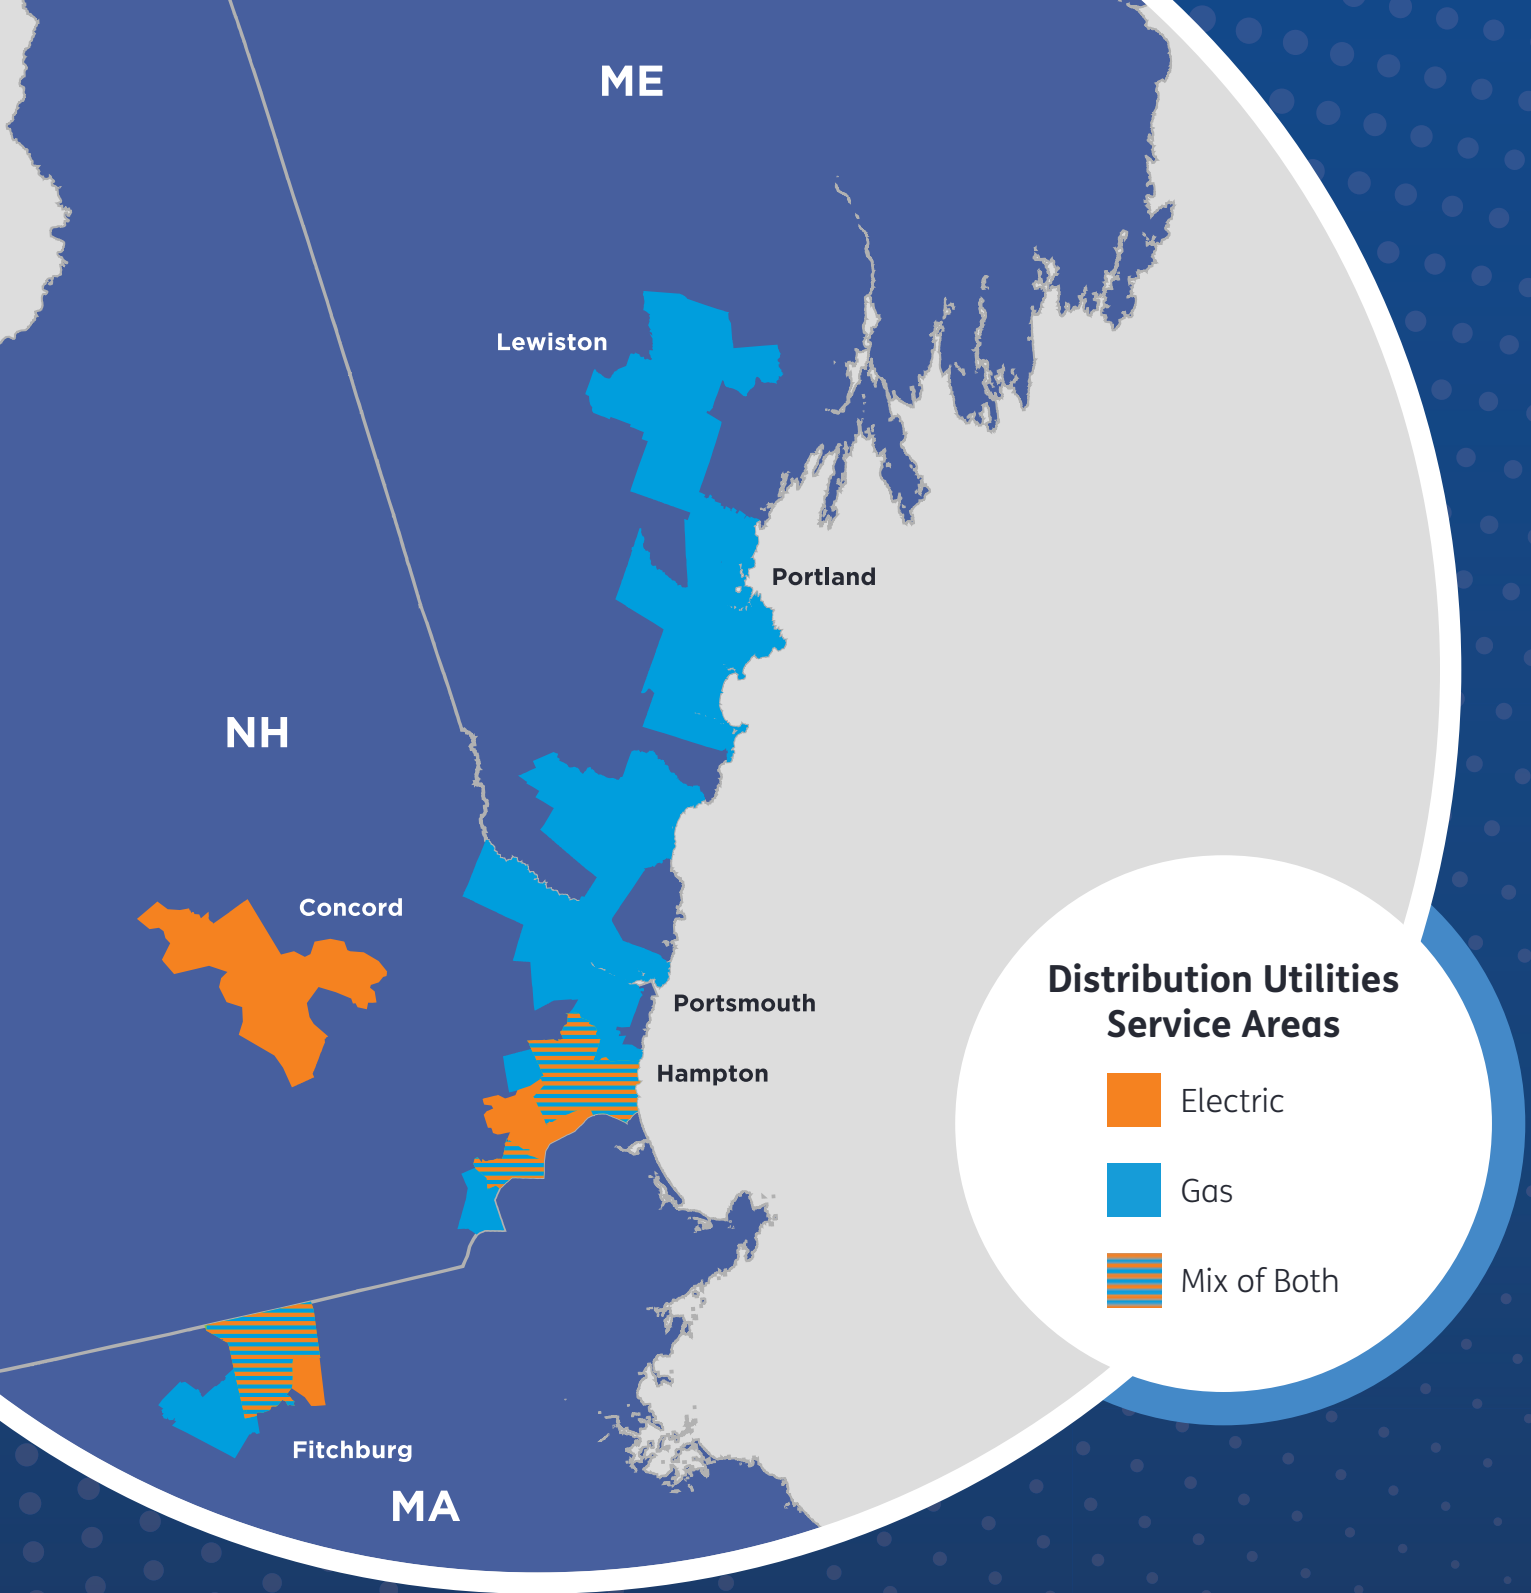 ME
Lewiston
Portland
NH
Concord
Portsmouth
Hampton
Fitchburg
MA
Distribution Utilities
Service Areas
Electric
Gas
Mix of Both